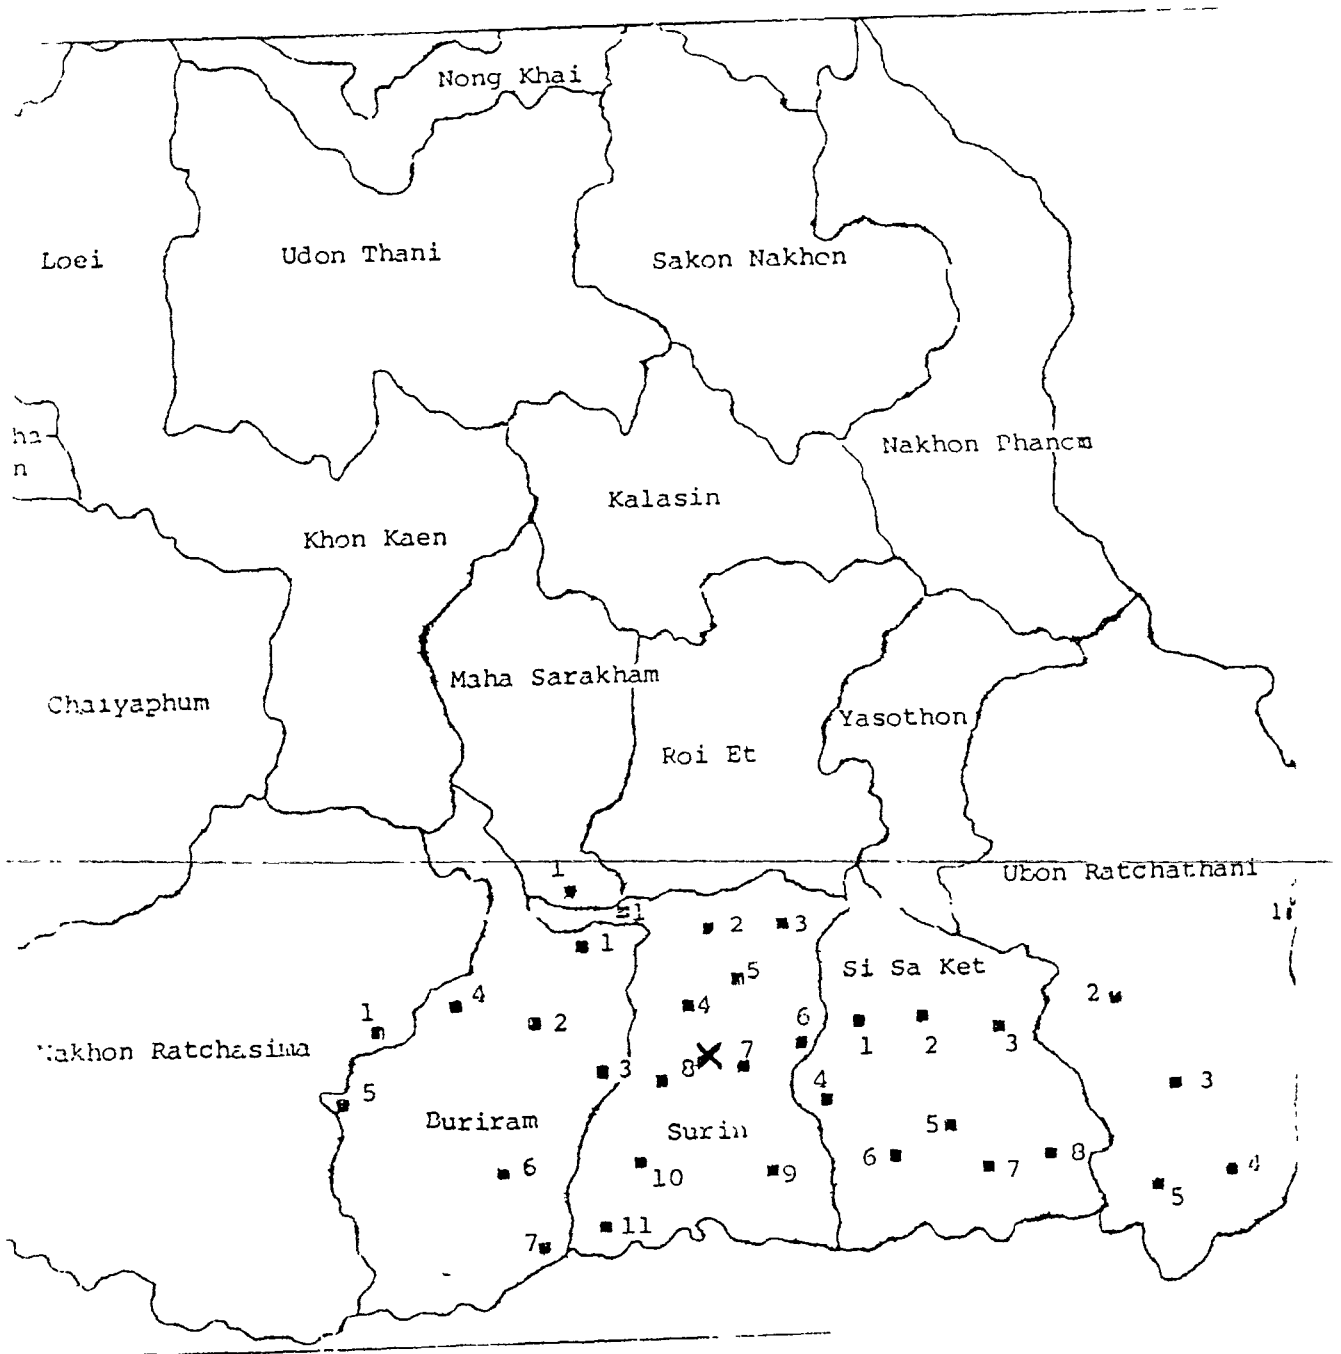 Nong Khai
Loei
Udon Thani
Sakon Nakhon
n
Nakhon Phanom
Kalasin
Khon Kaen
Maha Sarakham
Chaiyaphum
Yasothon
Roi Et
1
Ubon Ratchathani
1
1
2
3
1
Si Sa Ket
5
2
4
4
1
2
6
1
2
3
Nakhon Ratchasima
8
7
3
3
5
4
Buriram
Surin
5
6
10
9
6
7
8
4
5
11
7